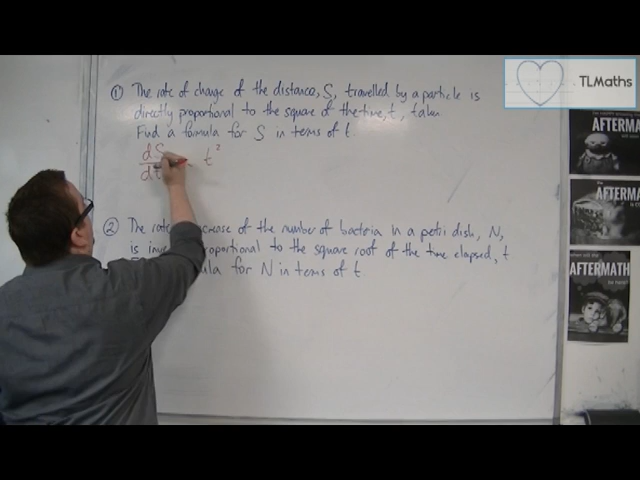 TLMaths
① The rate of change of the distance, S, travelled by a particle is
directly proportional to the square of the time, t, taken
Find a formula for S in terms of t.
dS
dt
t²
② The rate increase of the number of bacteria in a petri dish, N,
is proportional to the square root of the time elapsed, t
for N in terms of t.
AFTERMATH
AFTERMATH
AFTERMATH